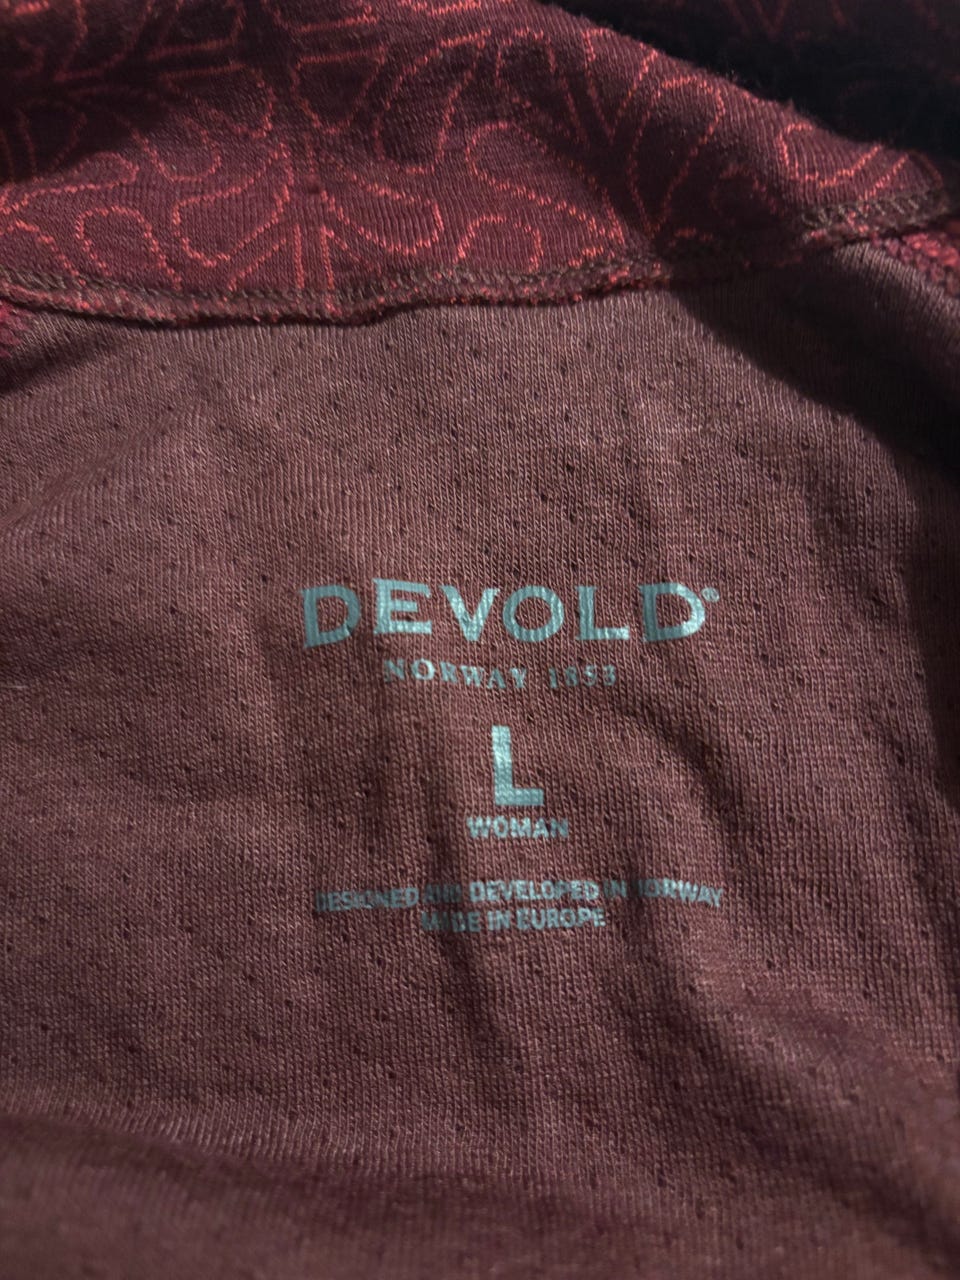 DEVOLD®
NORWAY 1853
L
WOMAN
DESIGNED AND DEVELOPED IN NORWAY
MADE IN EUROPE